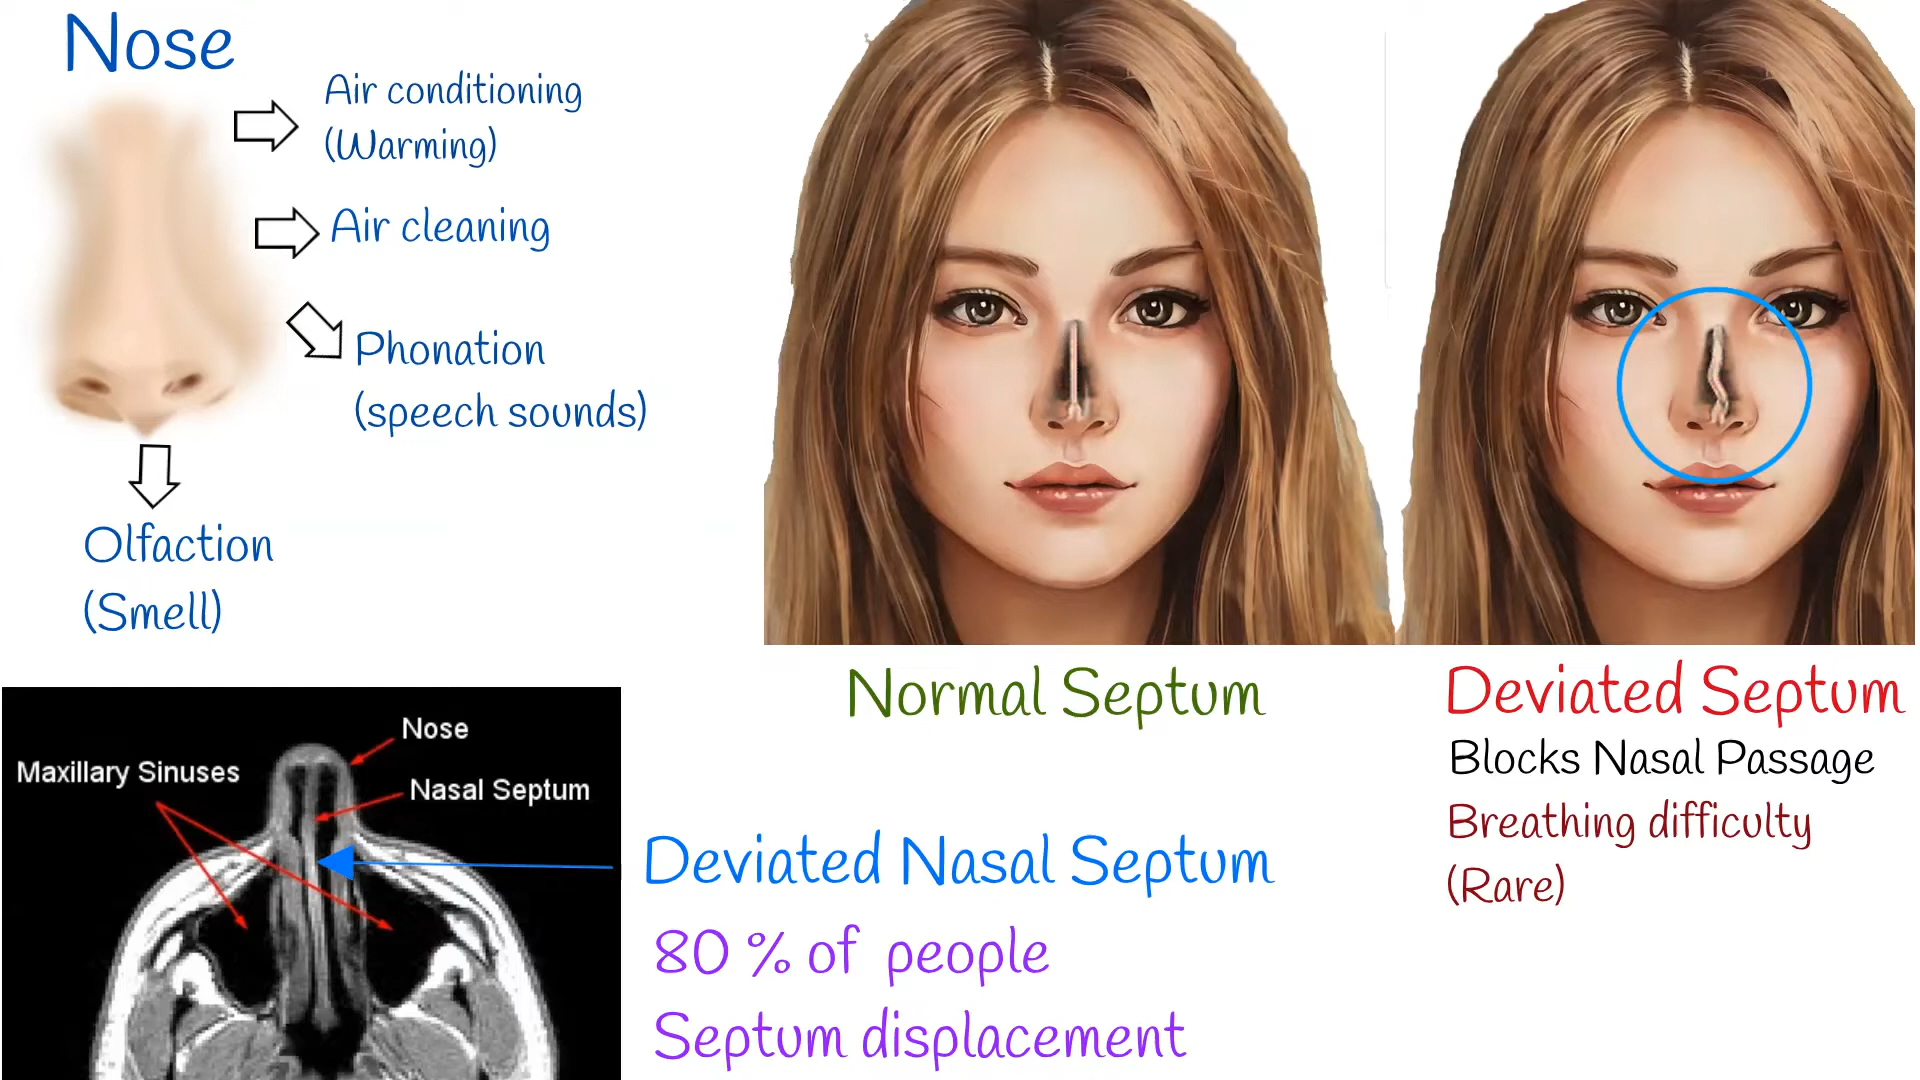 Nose
Air conditioning
(Warming)
Air cleaning
Phonation
(speech sounds)
Olfaction
(Smell)
Normal Septum
Deviated Septum
Blocks Nasal Passage
Breathing difficulty
(Rare)
Nose
Maxillary Sinuses
Nasal Septum
Deviated Nasal Septum
80 % of people
Septum displacement